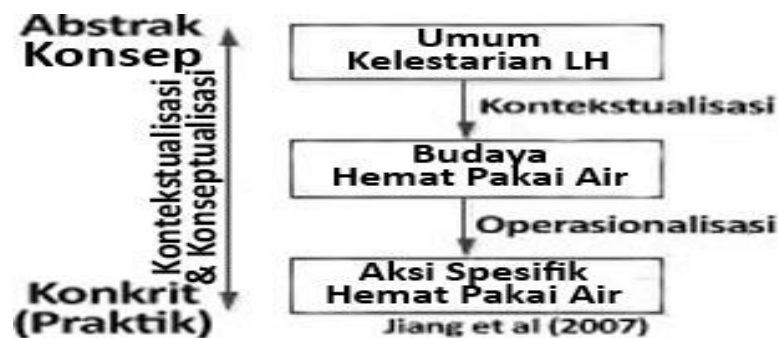 Abstrak
Konsep
Kontekstualisasi
& Konseptualisasi
Konkrit
(Praktik)
Umum
Kelestarian LH
Kontekstualisasi
Budaya
Hemat Pakai Air
Operasionalisasi
Aksi Spesifik
Hemat Pakai Air
Jiang et al (2007)